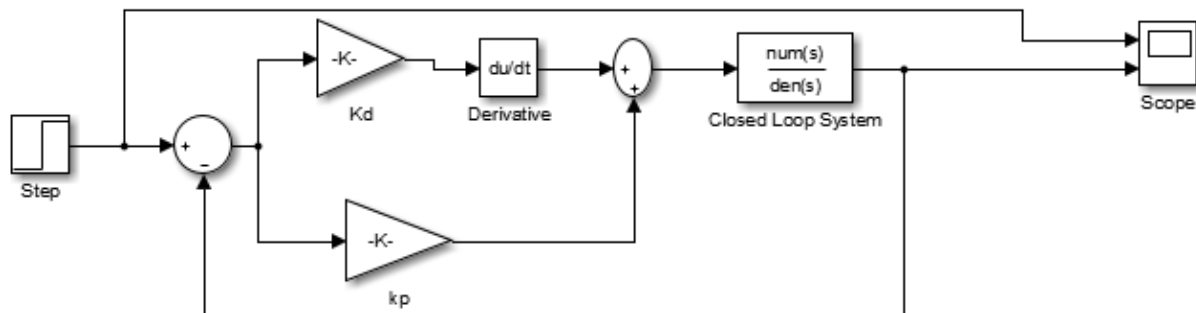 -K-
Kd
du/dt
Derivative
+
+
num(s)
den(s)
Closed Loop System
Scope
Step
+
−
-K-
kp